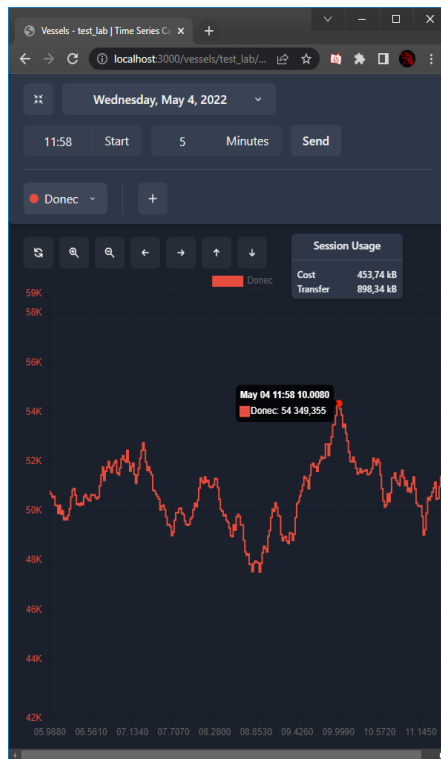 Vessels - test_lab | Time Series C
localhost:3000/vessels/test_lab/...
Wednesday, May 4, 2022
11:58 Start 5 Minutes Send
Donec
Session Usage
Cost 453,74 kB
Transfer 898,34 kB
Donec
59K
58K
56K
May 04 11:58 10.0080
Donec: 54 349,355
54K
52K
50K
48K
46K
44K
42K
05.9880 06.5610 07.1340 07.7070 08.2800 08.8530 09.4260 09.9990 10.5720 11.1450